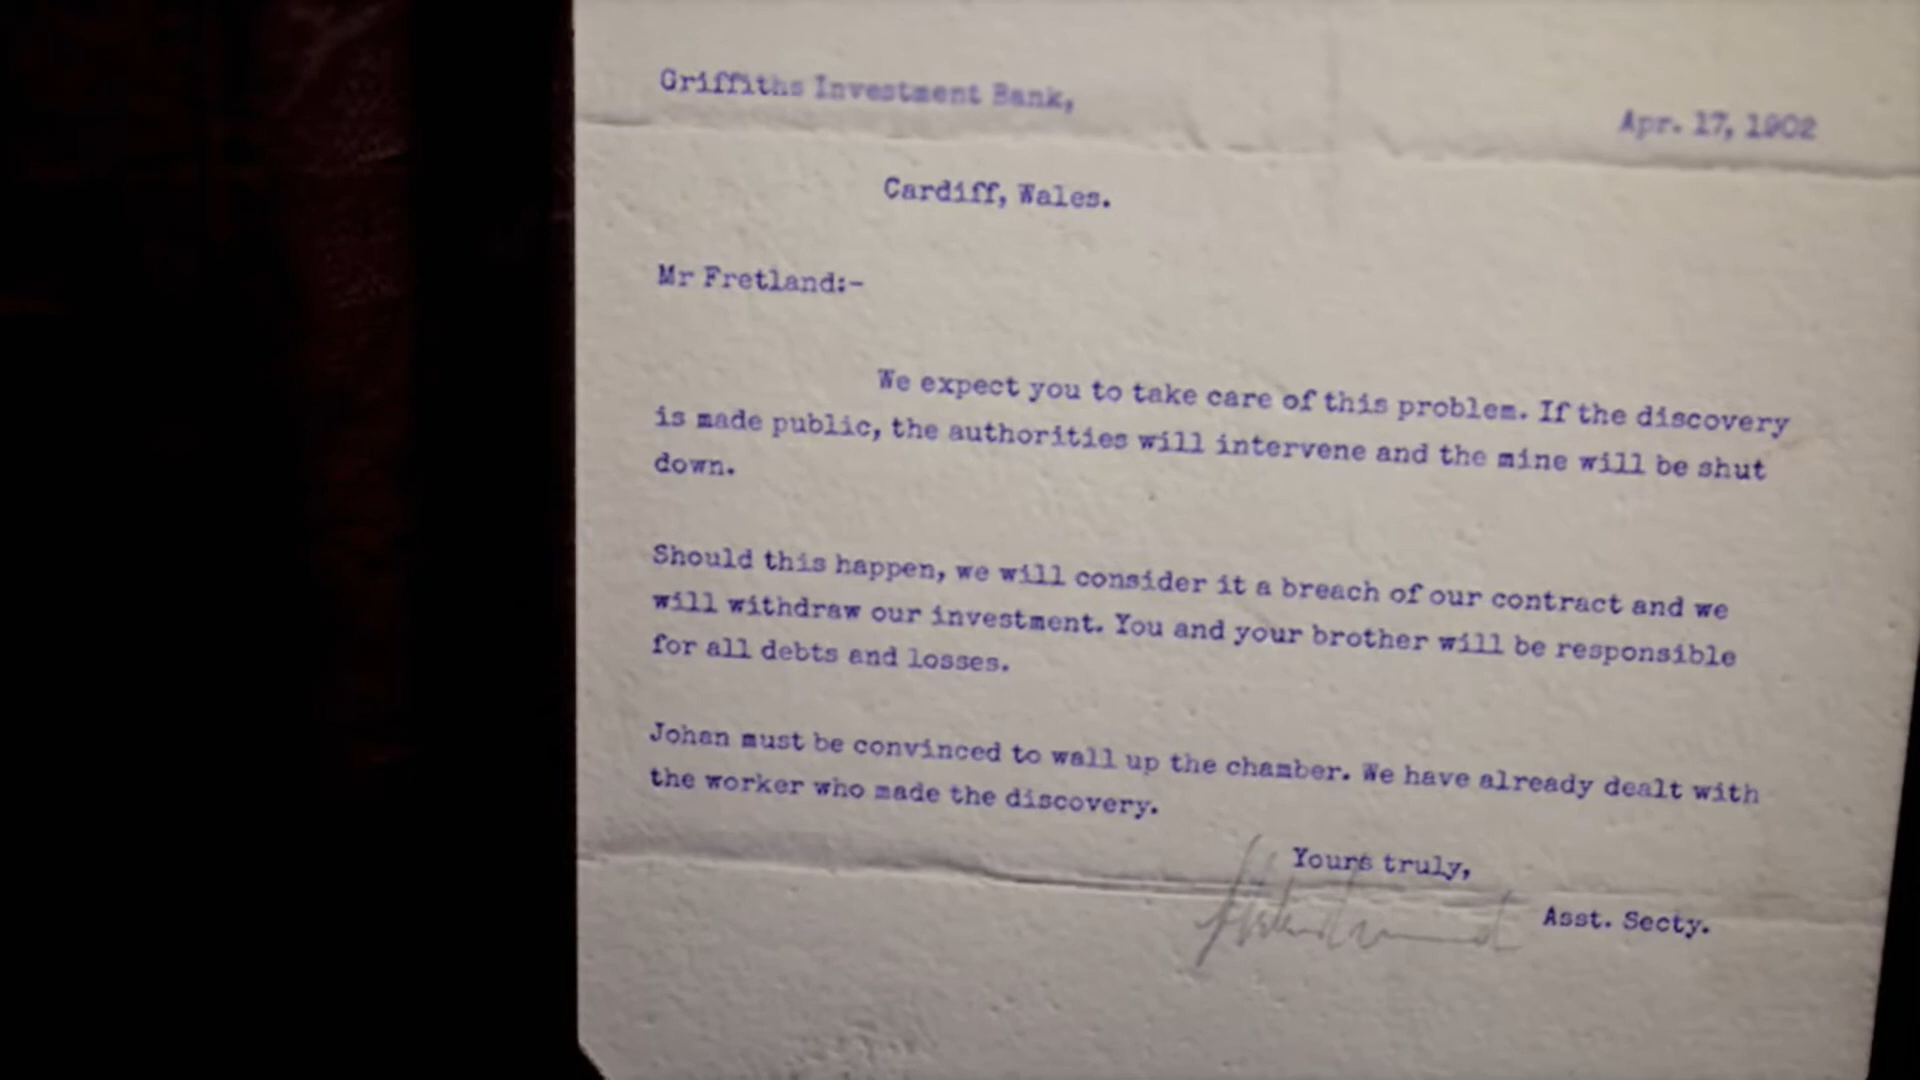 Griffiths Investment Bank,
Apr. 17, 1902
Cardiff, Wales.
Mr Fretland:-
We expect you to take care of this problem. If the discovery
is made public, the authorities will intervene and the mine will be shut
down.
Should this happen, we will consider it a breach of our contract and we
will withdraw our investment. You and your brother will be responsible
for all debts and losses.
Johan must be convinced to wall up the chamber. We have already dealt with
the worker who made the discovery.
Yours truly,
Asst. Secty.